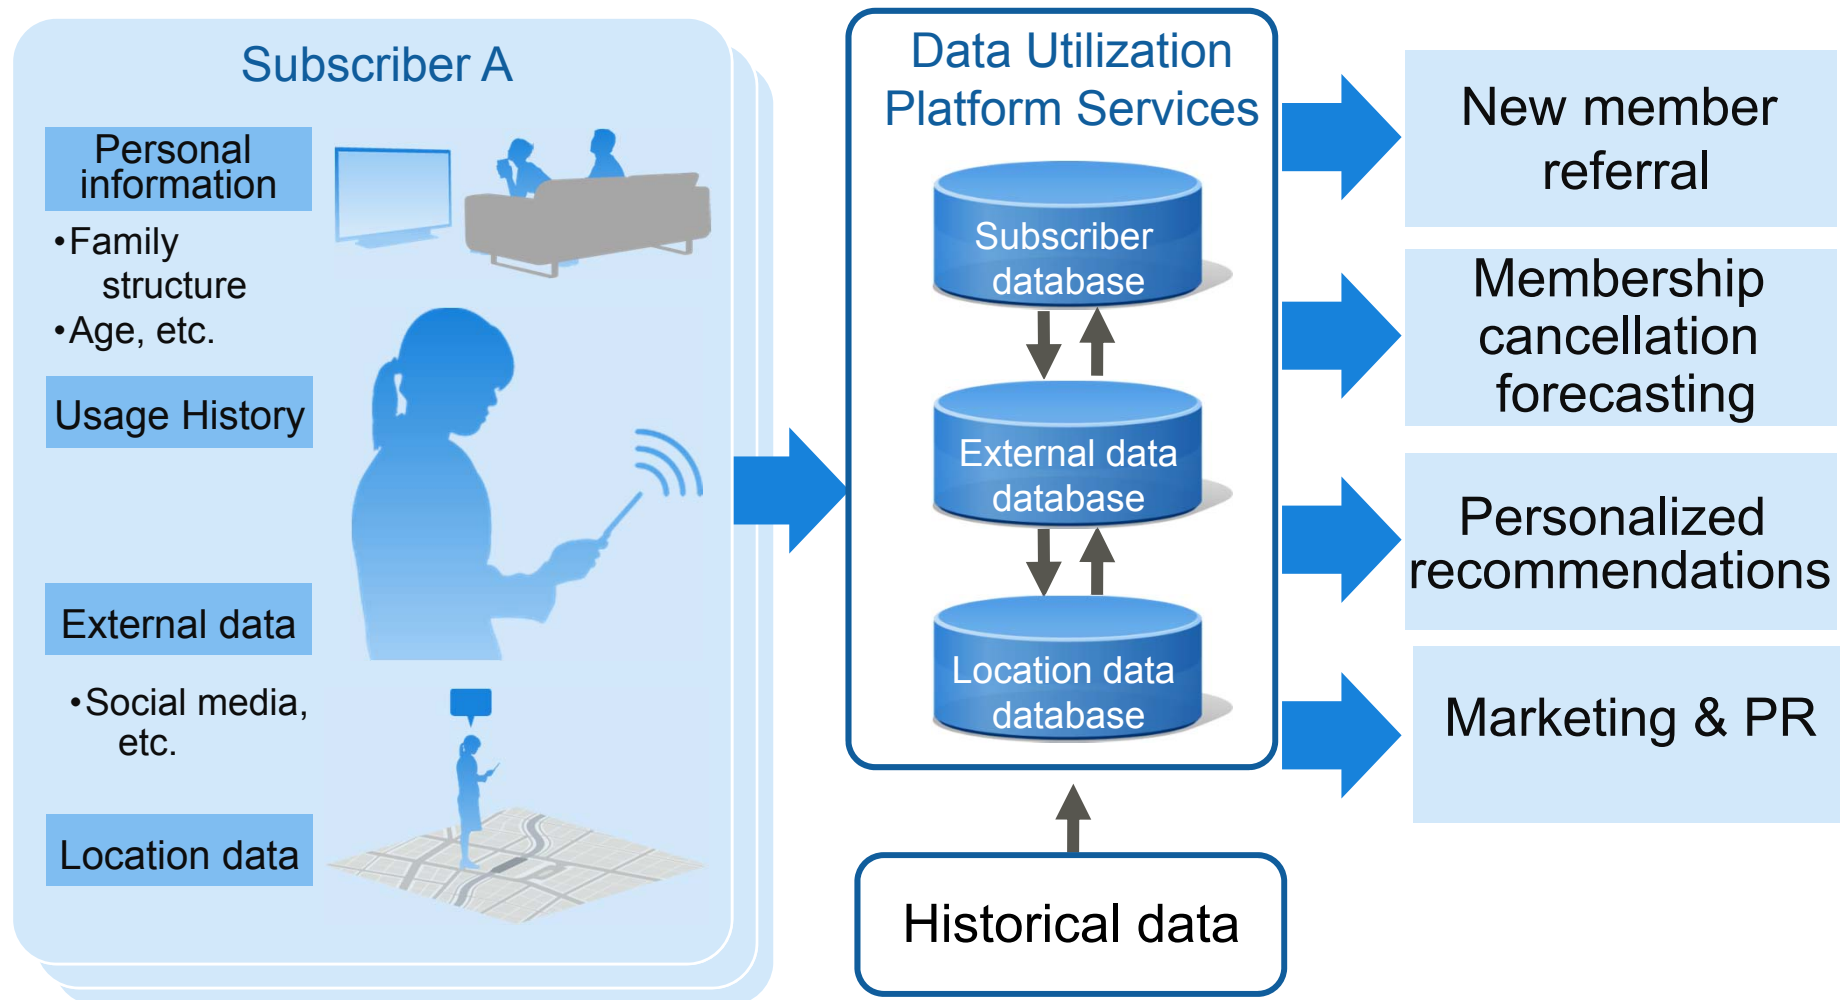 Subscriber A
Personal
information
•Family
structure
•Age, etc.
Usage History
External data
•Social media,
etc.
Location data
Data Utilization
Platform Services
Subscriber
database
External data
database
Location data
database
Historical data
New member
referral
Membership
cancellation
forecasting
Personalized
recommendations
Marketing & PR